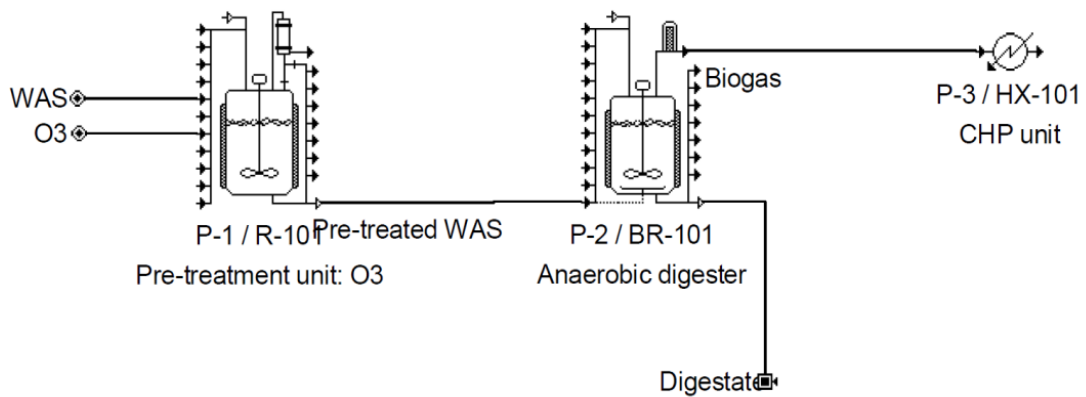 WAS
O3
P-1 / R-101
Pre-treatment unit: O3
Pre-treated WAS
P-2 / BR-101
Anaerobic digester
Biogas
P-3 / HX-101
CHP unit
Digestate